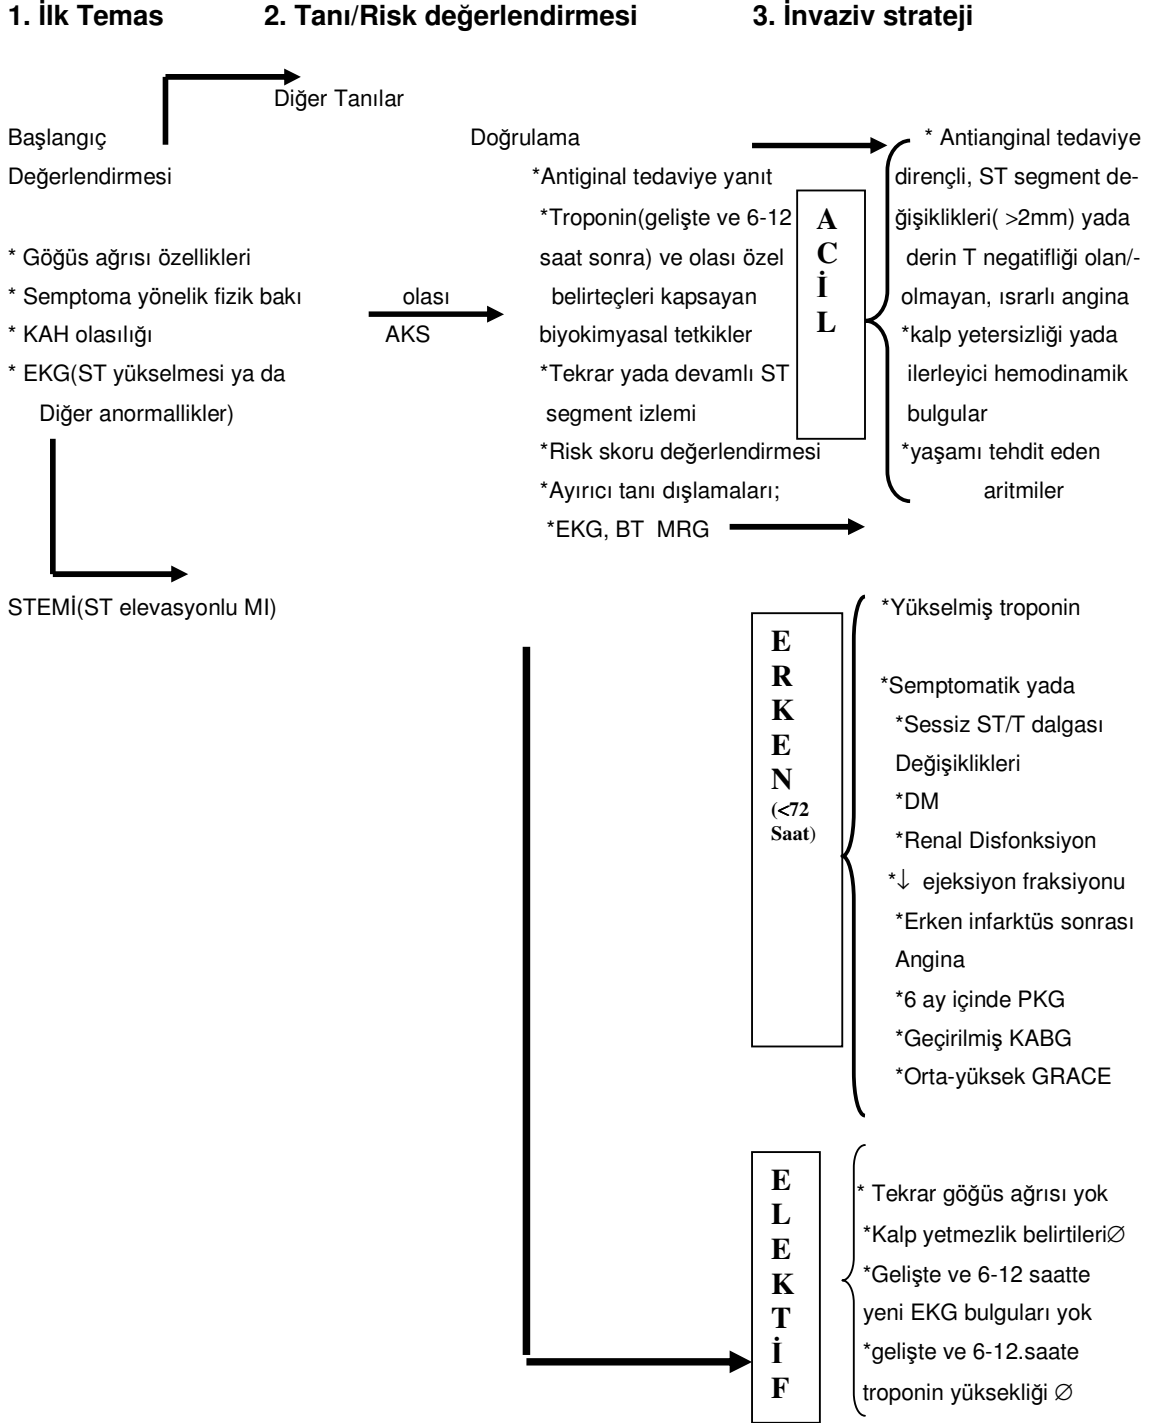 1. İlk Temas 2. Tanı/Risk değerlendirmesi 3. İnvaziv strateji
Diğer Tanılar
Başlangıç
Değerlendirmesi
* Göğüs ağrısı özellikleri
* Semptoma yönelik fizik bakı
* KAH olasılığı
* EKG(ST yükselmesi ya da
Diğer anormallikler)
STEMİ(ST elevasyonlu MI)
olası
AKS
Doğrulama
*Antiginal tedaviye yanıt
*Troponin(gelişte ve 6-12
saat sonra) ve olası özel
belirteçleri kapsayan
biyokimyasal tetkikler
*Tekrar yada devamlı ST
segment izlemi
*Risk skoru değerlendirmesi
*Ayırıcı tanı dışlamaları;
*EKG, BT MRG
A
C
İ
L
* Antianginal tedaviye
dirençli, ST segment de-
ğişiklikleri( >2mm) yada
derin T negatifliği olan/-
olmayan, ısrarlı angina
*kalp yetersizliği yada
ilerleyici hemodinamik
bulgular
*yaşamı tehdit eden
aritmiler
E
R
K
E
N
(<72
Saat)
*Yükselmiş troponin
*Semptomatik yada
*Sessiz ST/T dalgası
Değişiklikleri
*DM
*Renal Disfonksiyon
*↓ ejeksiyon fraksiyonu
*Erken infarktüs sonrası
Angina
*6 ay içinde PKG
*Geçirilmiş KABG
*Orta-yüksek GRACE
E
L
E
K
T
İ
F
* Tekrar göğüs ağrısı yok
*Kalp yetmezlik belirtileri∅
*Gelişte ve 6-12 saatte
yeni EKG bulguları yok
*gelişte ve 6-12.saate
troponin yüksekliği ∅